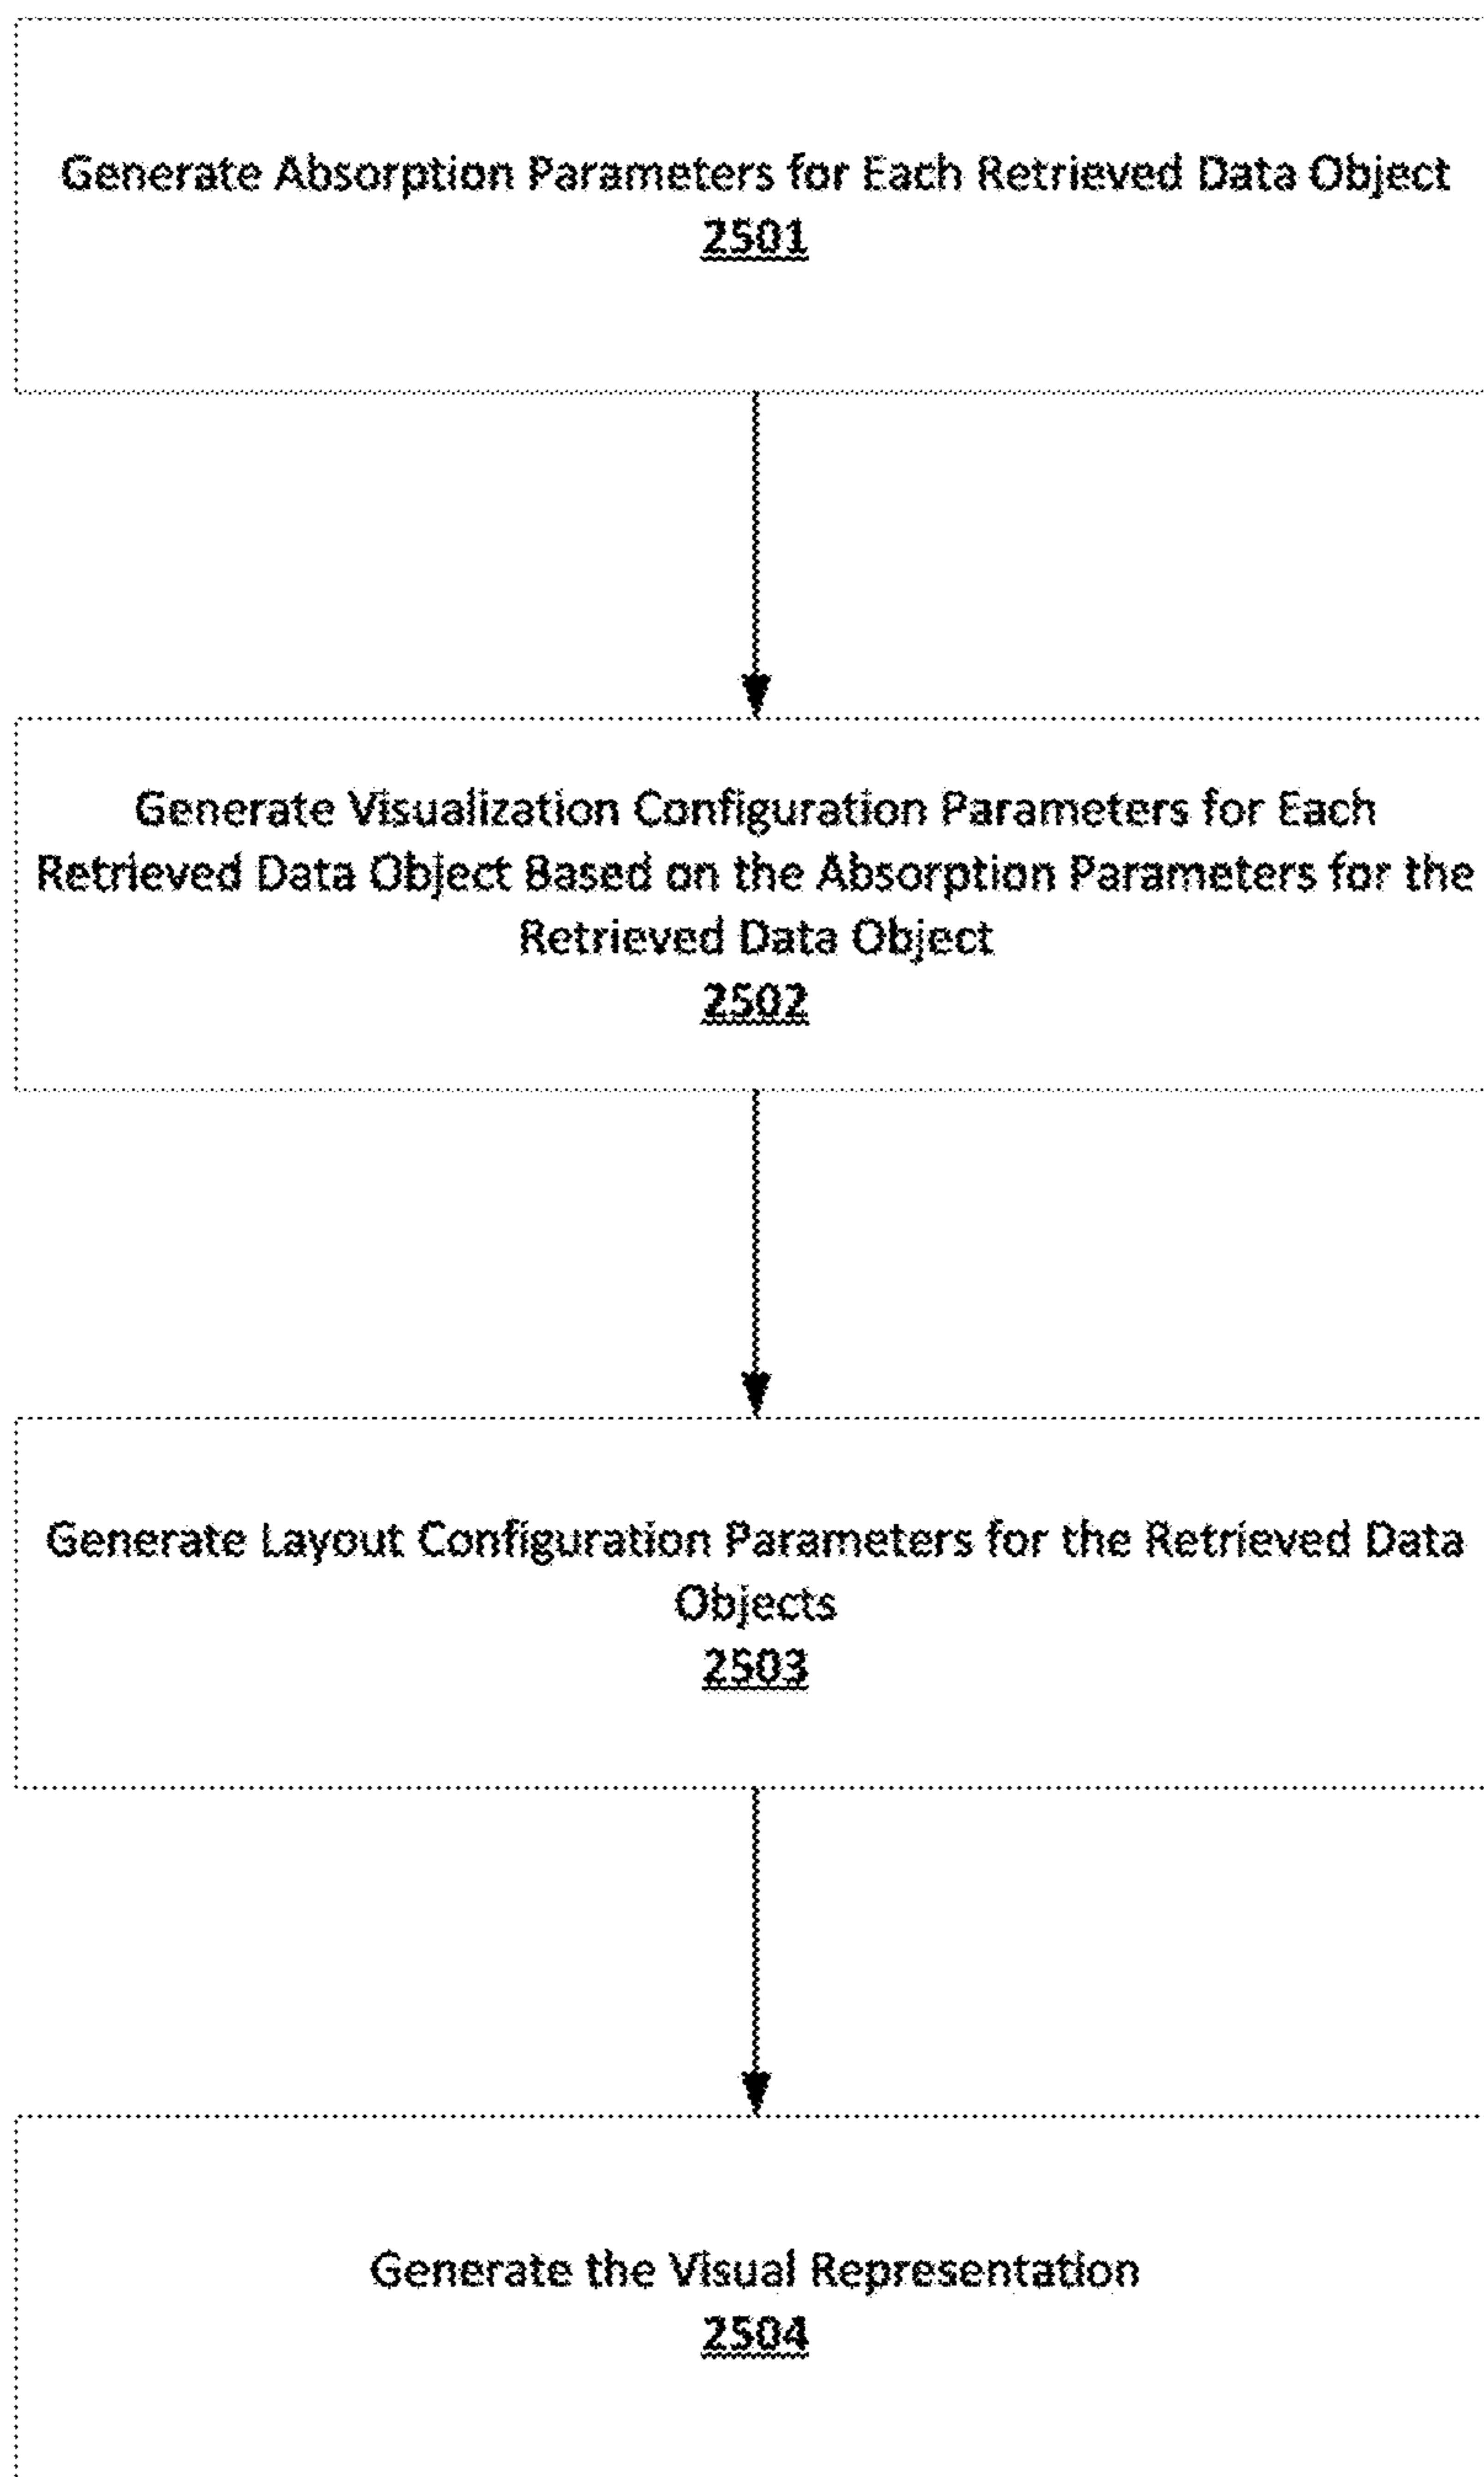 Generate Absorption Parameters for Each Retrieved Data Object
2501
Generate Visualization Configuration Parameters for Each
Retrieved Data Object Based on the Absorption Parameters for the
Retrieved Data Object
2502
Generate Layout Configuration Parameters for the Retrieved Data
Objects
2503
Generate the Visual Representation
2504